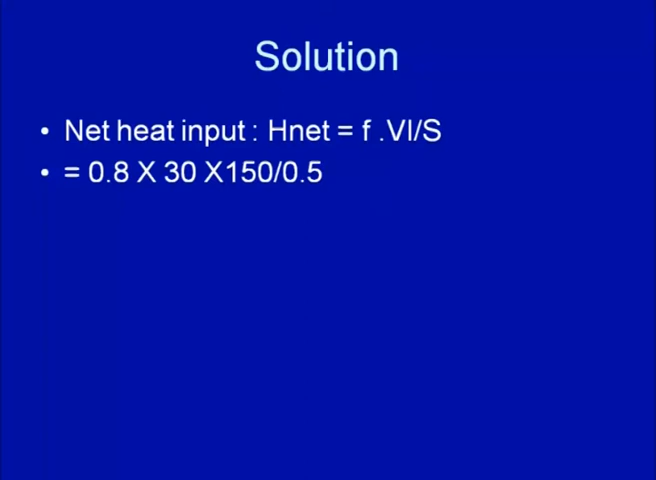 Solution
• Net heat input : Hnet = f .VI/S
• = 0.8 X 30 X150/0.5